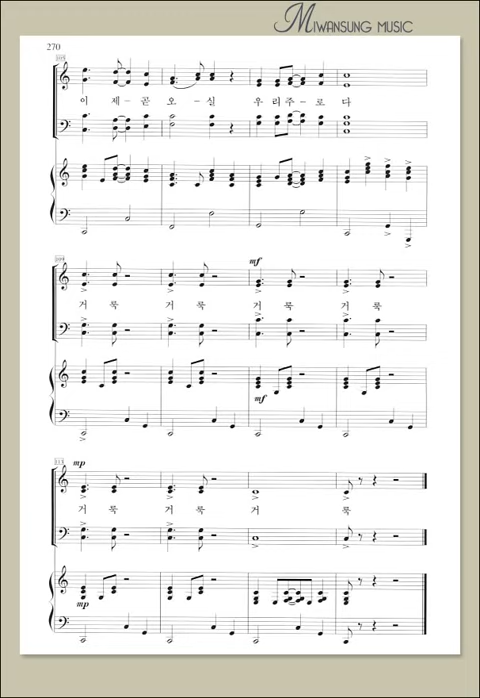 MIWANSUNG MUSIC
270
이 제- 곧 오 - 실 우 리 주- 로 다
mf
거 룩 거 룩 거 룩 거 룩
mf
mp
거 룩 거 룩 거 룩
mp